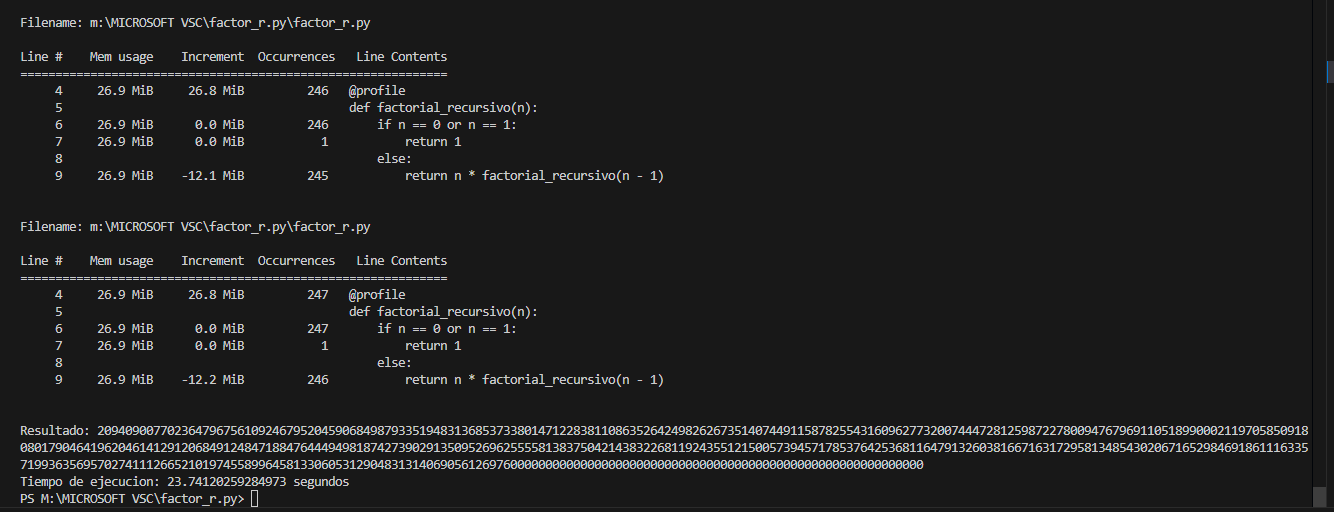 Filename: m:\MICROSOFT VSC\factor_r.py\factor_r.py
Line #    Mem usage    Increment  Occurrences   Line Contents
=============================================================
     4     26.9 MiB     26.8 MiB         246   @profile
     5                                         def factorial_recursivo(n):
     6     26.9 MiB      0.0 MiB         246       if n == 0 or n == 1:
     7     26.9 MiB      0.0 MiB           1           return 1
     8                                             else:
     9     26.9 MiB    -12.1 MiB         245           return n * factorial_recursivo(n - 1)
Filename: m:\MICROSOFT VSC\factor_r.py\factor_r.py
Line #    Mem usage    Increment  Occurrences   Line Contents
=============================================================
     4     26.9 MiB     26.8 MiB         247   @profile
     5                                         def factorial_recursivo(n):
     6     26.9 MiB      0.0 MiB         247       if n == 0 or n == 1:
     7     26.9 MiB      0.0 MiB           1           return 1
     8                                             else:
     9     26.9 MiB    -12.2 MiB         246           return n * factorial_recursivo(n - 1)
Resultado:
Tiempo de ejecucion: 23.74120259284973 segundos
PS M:\MICROSOFT VSC\factor_r.py>